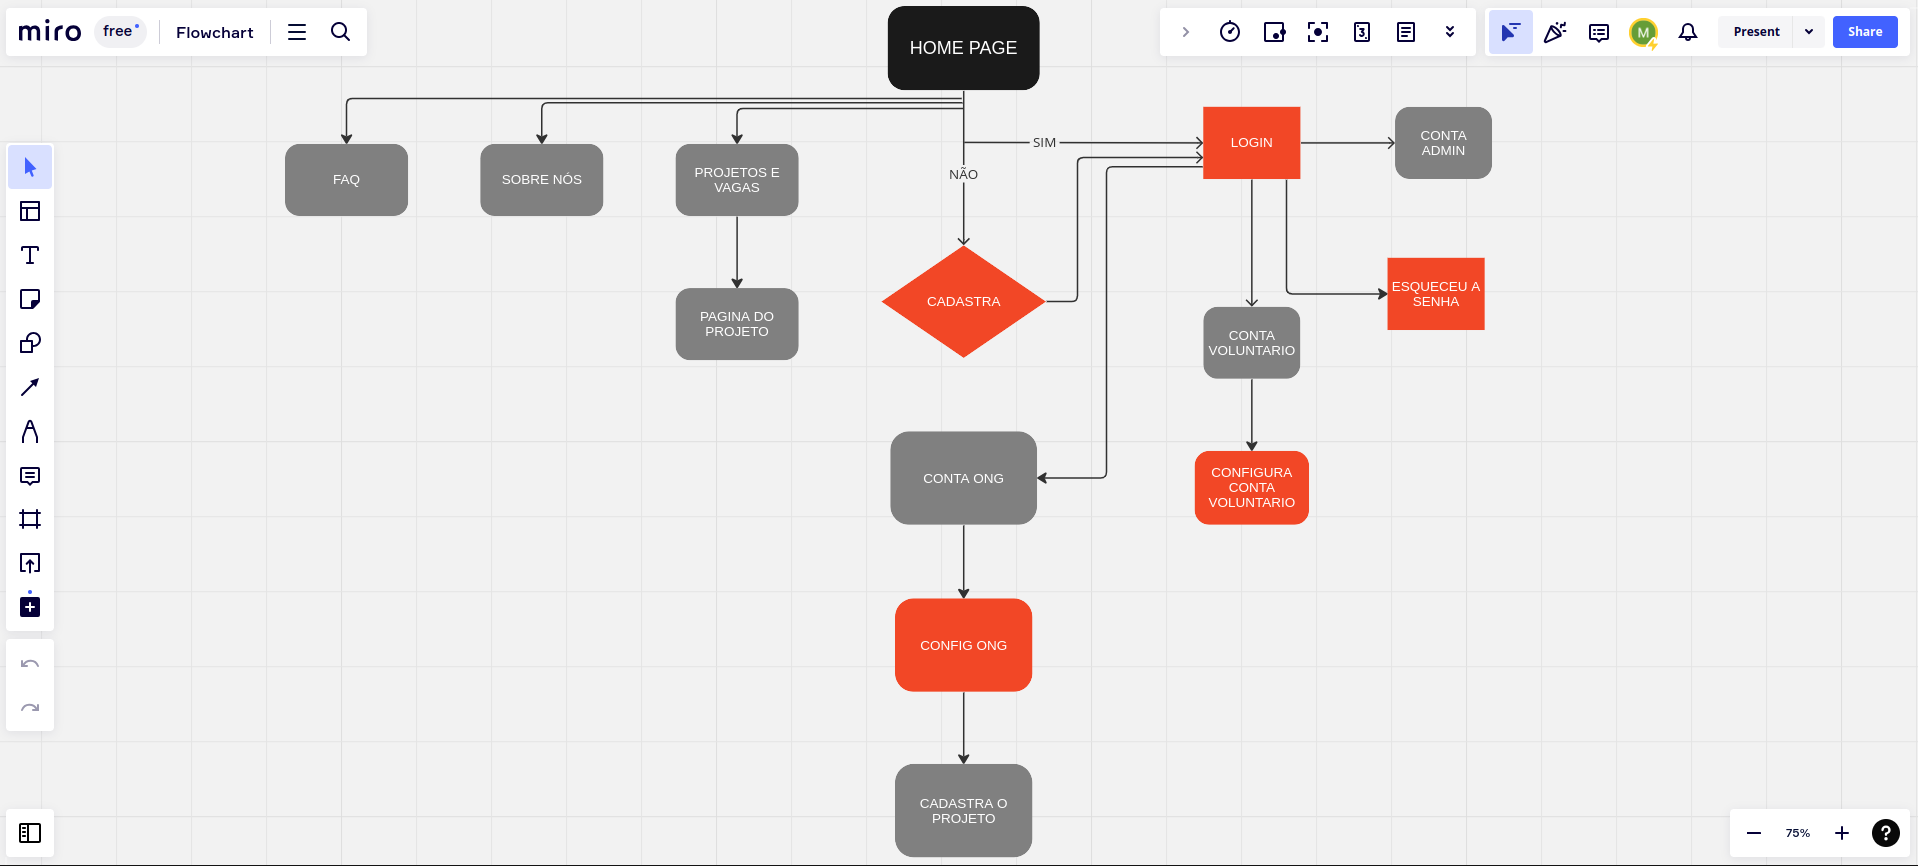 miro
free
Flowchart
Present
Share
M
3
HOME PAGE
FAQ
SOBRE NÓS
PROJETOS E
VAGAS
SIM
NÃO
LOGIN
CONTA
ADMIN
PAGINA DO
PROJETO
CADASTRA
ESQUECEU A
SENHA
CONTA
VOLUNTARIO
CONTA ONG
CONFIGURA
CONTA
VOLUNTARIO
CONFIG ONG
CADASTRA O
PROJETO
75%
?